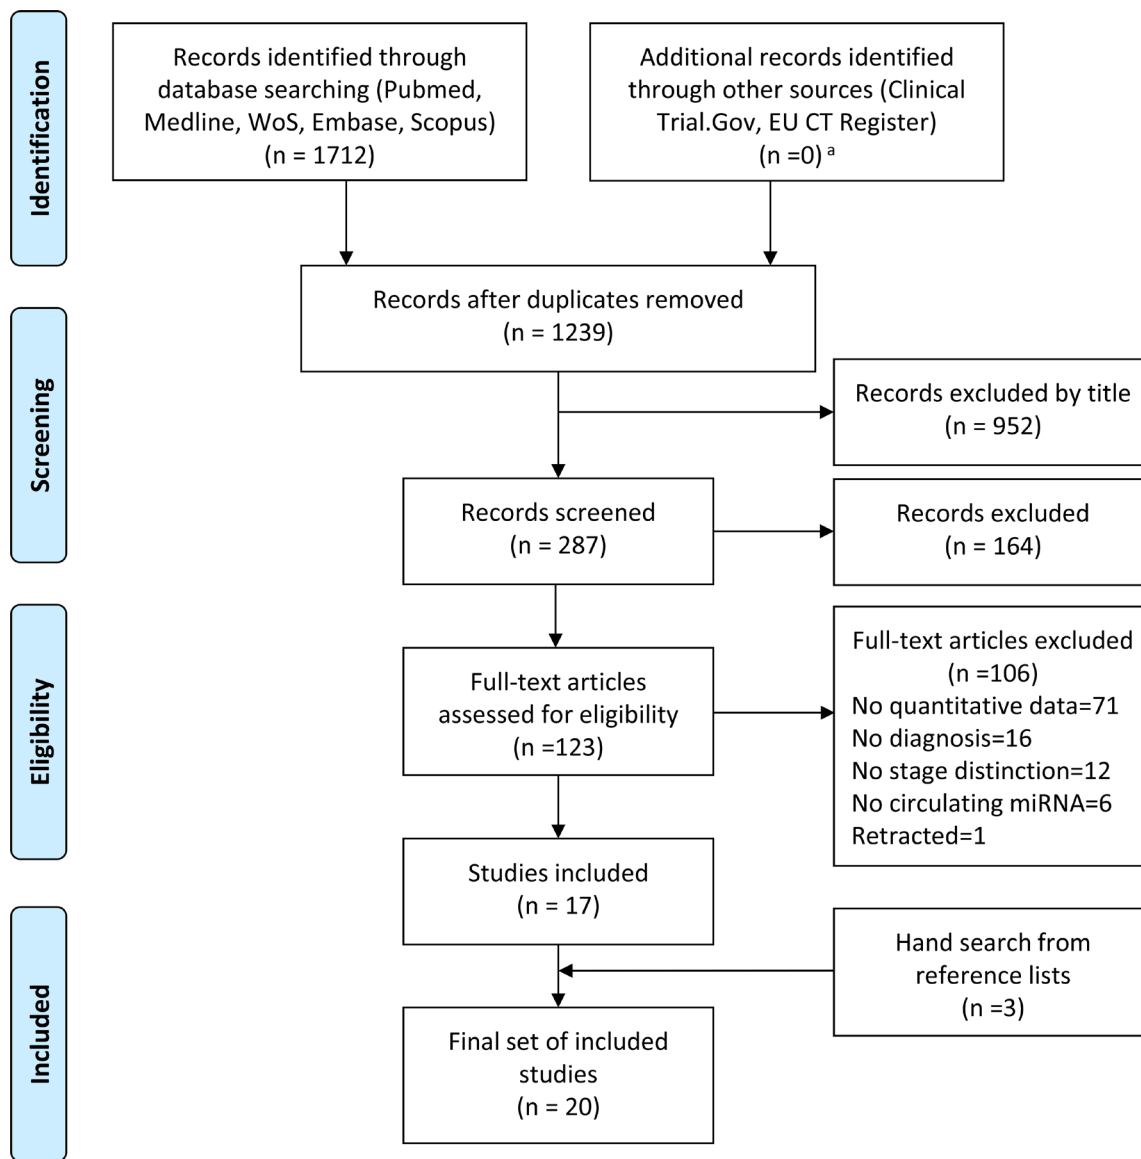 Identification
Records identified through
database searching (Pubmed,
Medline, WoS, Embase, Scopus)
(n = 1712)
Additional records identified
through other sources (Clinical
Trial.Gov, EU CT Register)
(n =0) a
Records after duplicates removed
(n = 1239)
Screening
Records excluded by title
(n = 952)
Records screened
(n = 287)
Records excluded
(n = 164)
Eligibility
Full-text articles
assessed for eligibility
(n =123)
Full-text articles excluded
(n =106)
No quantitative data=71
No diagnosis=16
No stage distinction=12
No circulating miRNA=6
Retracted=1
Studies included
(n = 17)
Included
Hand search from
reference lists
(n =3)
Final set of included
studies
(n = 20)